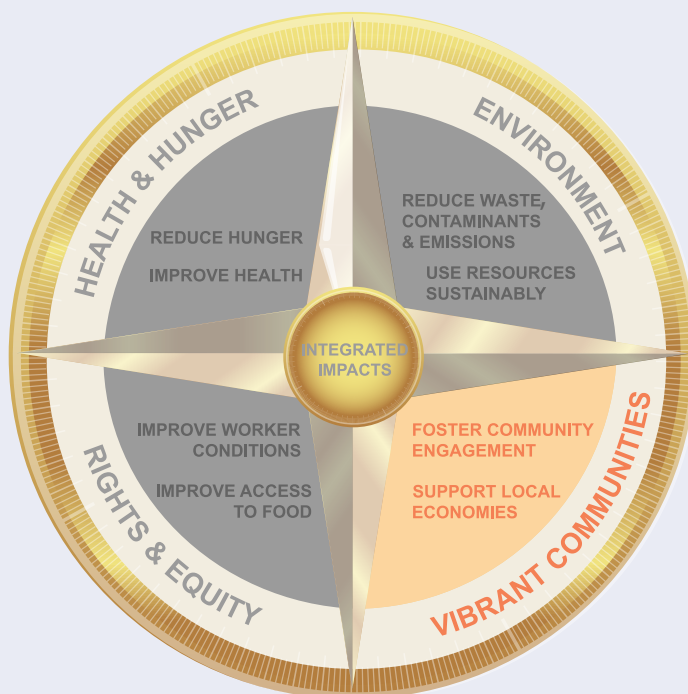 HEALTH & HUNGER
ENVIRONMENT
REDUCE HUNGER
IMPROVE HEALTH
REDUCE WASTE,
CONTAMINANTS
& EMISSIONS
USE RESOURCES
SUSTAINABLY
INTEGRATED
IMPACTS
IMPROVE WORKER
CONDITIONS
IMPROVE ACCESS
TO FOOD
FOSTER COMMUNITY
ENGAGEMENT
SUPPORT LOCAL
ECONOMIES
RIGHTS & EQUITY
VIBRANT COMMUNITIES